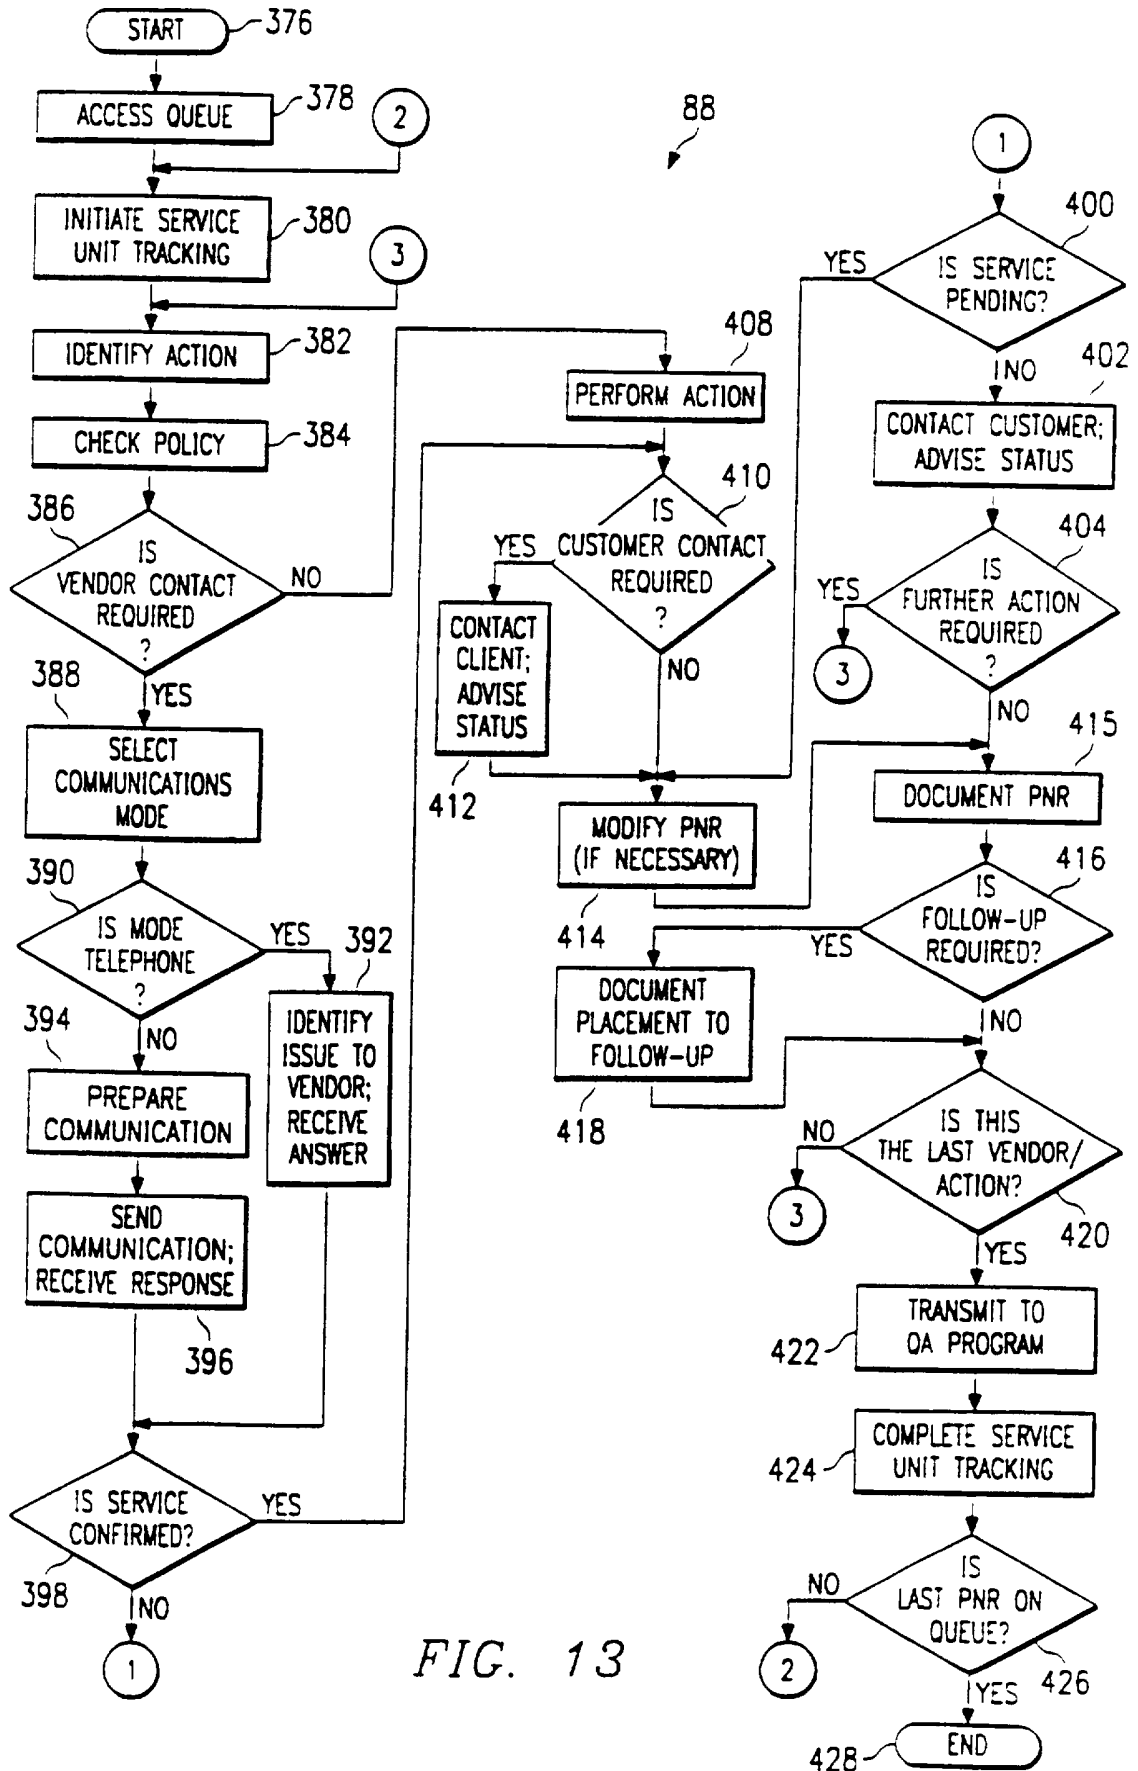 START
376
ACCESS QUEUE
378
2
INITIATE SERVICE
UNIT TRACKING
380
3
IDENTIFY ACTION
382
CHECK POLICY
384
386
IS
VENDOR CONTACT
REQUIRED
?
NO
YES
388
SELECT
COMMUNICATIONS
MODE
390
IS MODE
TELEPHONE
?
YES
NO
392
IDENTIFY
ISSUE TO
VENDOR;
RECEIVE
ANSWER
394
PREPARE
COMMUNICATION
SEND
COMMUNICATION;
RECEIVE RESPONSE
396
IS SERVICE
CONFIRMED?
YES
398
NO
1
88
408
PERFORM ACTION
410
IS
CUSTOMER CONTACT
REQUIRED
?
YES
NO
CONTACT
CLIENT;
ADVISE
STATUS
412
MODIFY PNR
(IF NECESSARY)
414
DOCUMENT
PLACEMENT TO
FOLLOW-UP
418
1
400
IS SERVICE
PENDING?
YES
NO
402
CONTACT CUSTOMER;
ADVISE STATUS
404
IS
FURTHER ACTION
REQUIRED
?
YES
3
NO
415
DOCUMENT PNR
416
IS
FOLLOW-UP
REQUIRED?
YES
NO
IS THIS
THE LAST VENDOR/
ACTION?
NO
3
420
YES
TRANSMIT TO
QA PROGRAM
422
COMPLETE SERVICE
UNIT TRACKING
424
IS
LAST PNR ON
QUEUE?
NO
2
426
YES
END
428
FIG. 13